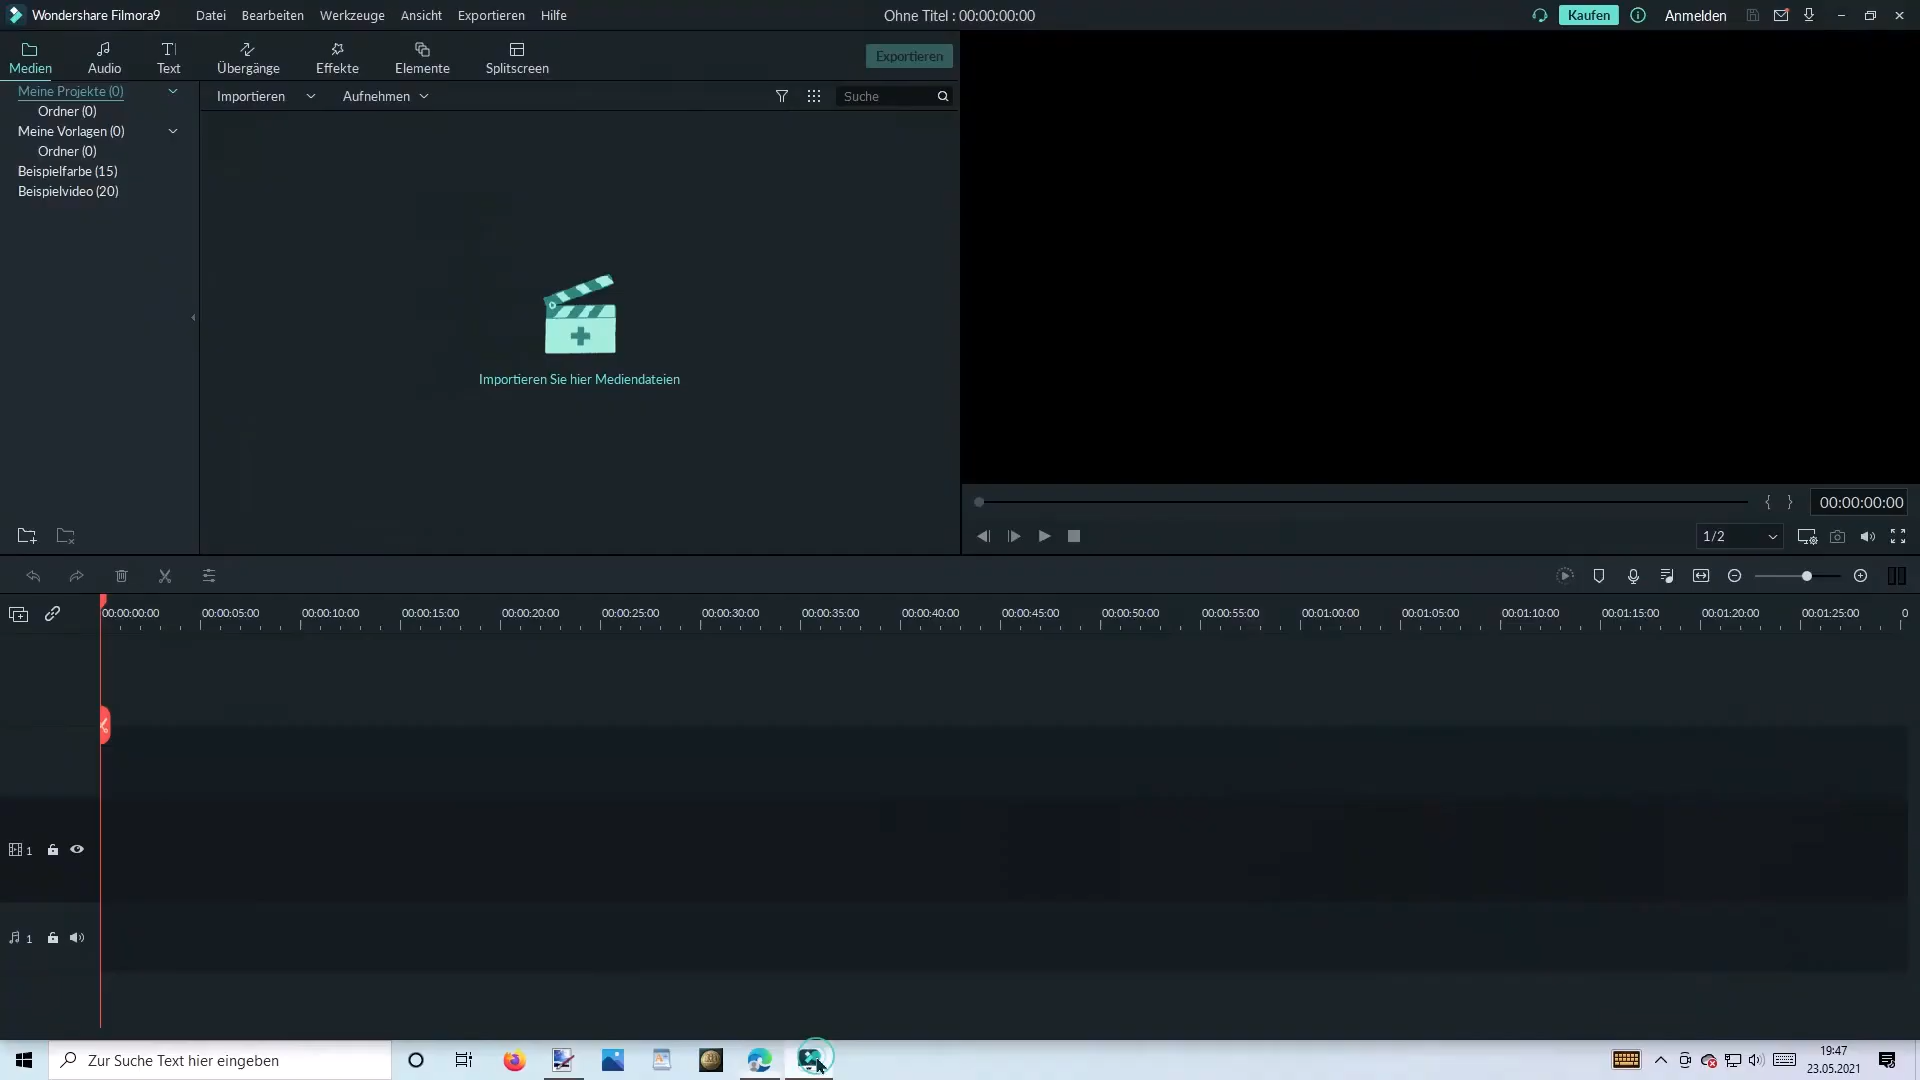 Wondershare Filmora9 Datei Bearbeiten Werkzeuge Ansicht Exportieren Hilfe Ohne Titel : 00:00:00:00 Kaufen Anmelden
Medien Audio Text Übergänge Effekte Elemente Splitscreen Exportieren
Meine Projekte (0)
Ordner (0)
Meine Vorlagen (0)
Ordner (0)
Beispielfarbe (15)
Beispielvideo (20)
Importieren Aufnehmen Suche
Importieren Sie hier Mediendateien
{ } 00:00:00:00
1/2
00:00:00:00 00:00:05:00 00:00:10:00 00:00:15:00 00:00:20:00 00:00:25:00 00:00:30:00 00:00:35:00 00:00:40:00 00:00:45:00 00:00:50:00 00:00:55:00 00:01:00:00 00:01:05:00 00:01:10:00 00:01:15:00 00:01:20:00 00:01:25:00 0
1
1
Zur Suche Text hier eingeben
19:47
23.05.2021